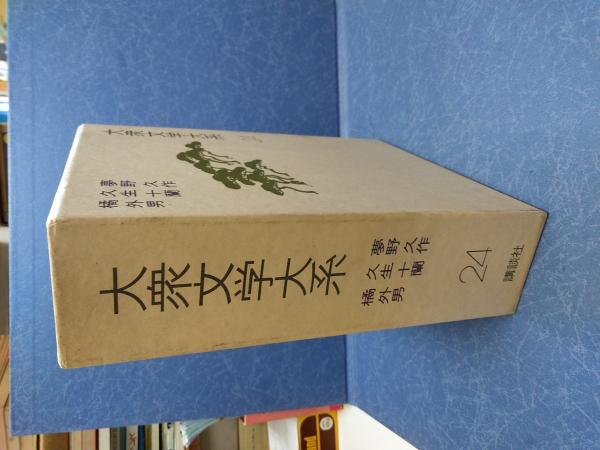 大衆文学大系 24
夢野久作
久生十蘭
橘外男
大衆文学大系
夢野久作
久生十蘭
橘外男
24
講談社